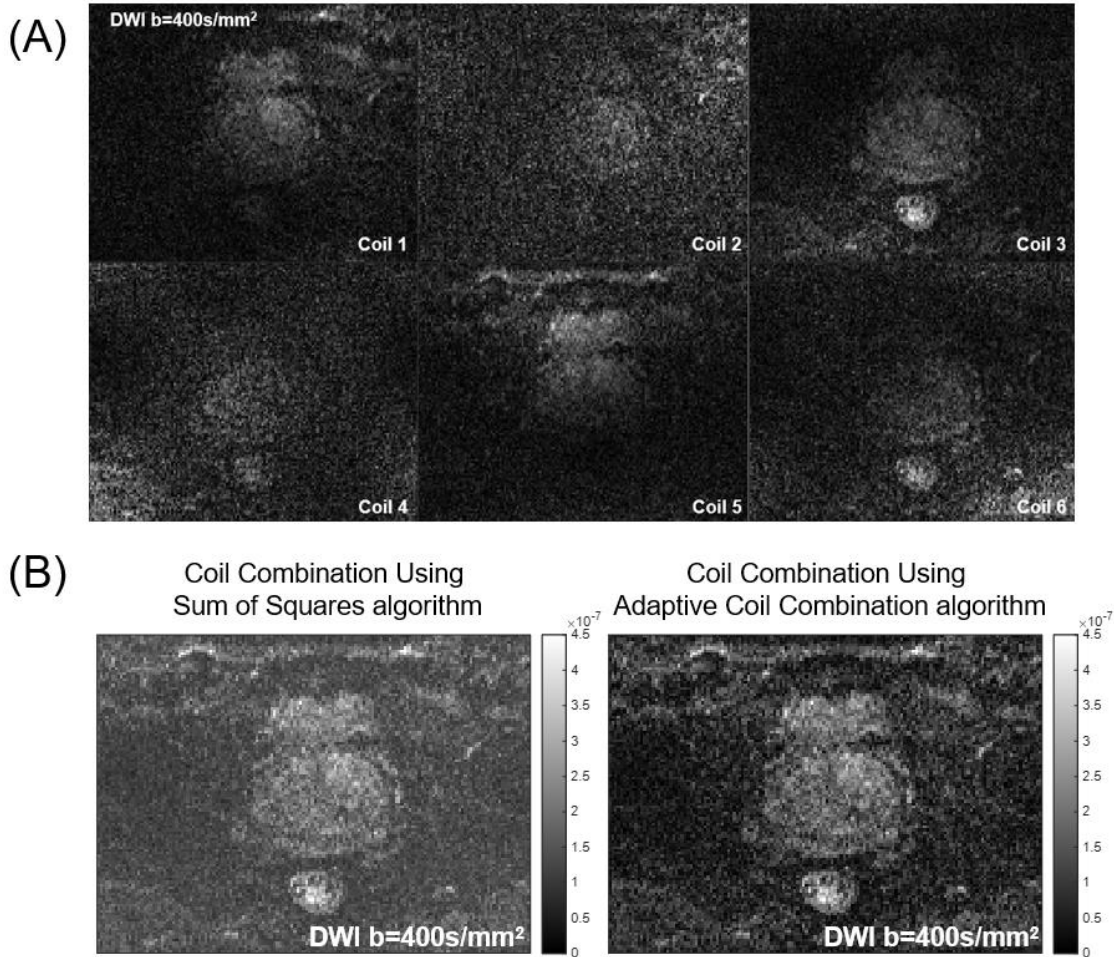 (A)
DWI b=400s/mm²
Coil 1
Coil 2
Coil 3
Coil 4
Coil 5
Coil 6
(B)
Coil Combination Using
Sum of Squares algorithm
Coil Combination Using
Adaptive Coil Combination algorithm
×10⁻⁷
4.5
4
3.5
3
2.5
2
1.5
1
0.5
0
DWI b=400s/mm²
×10⁻⁷
4.5
4
3.5
3
2.5
2
1.5
1
0.5
0
DWI b=400s/mm²